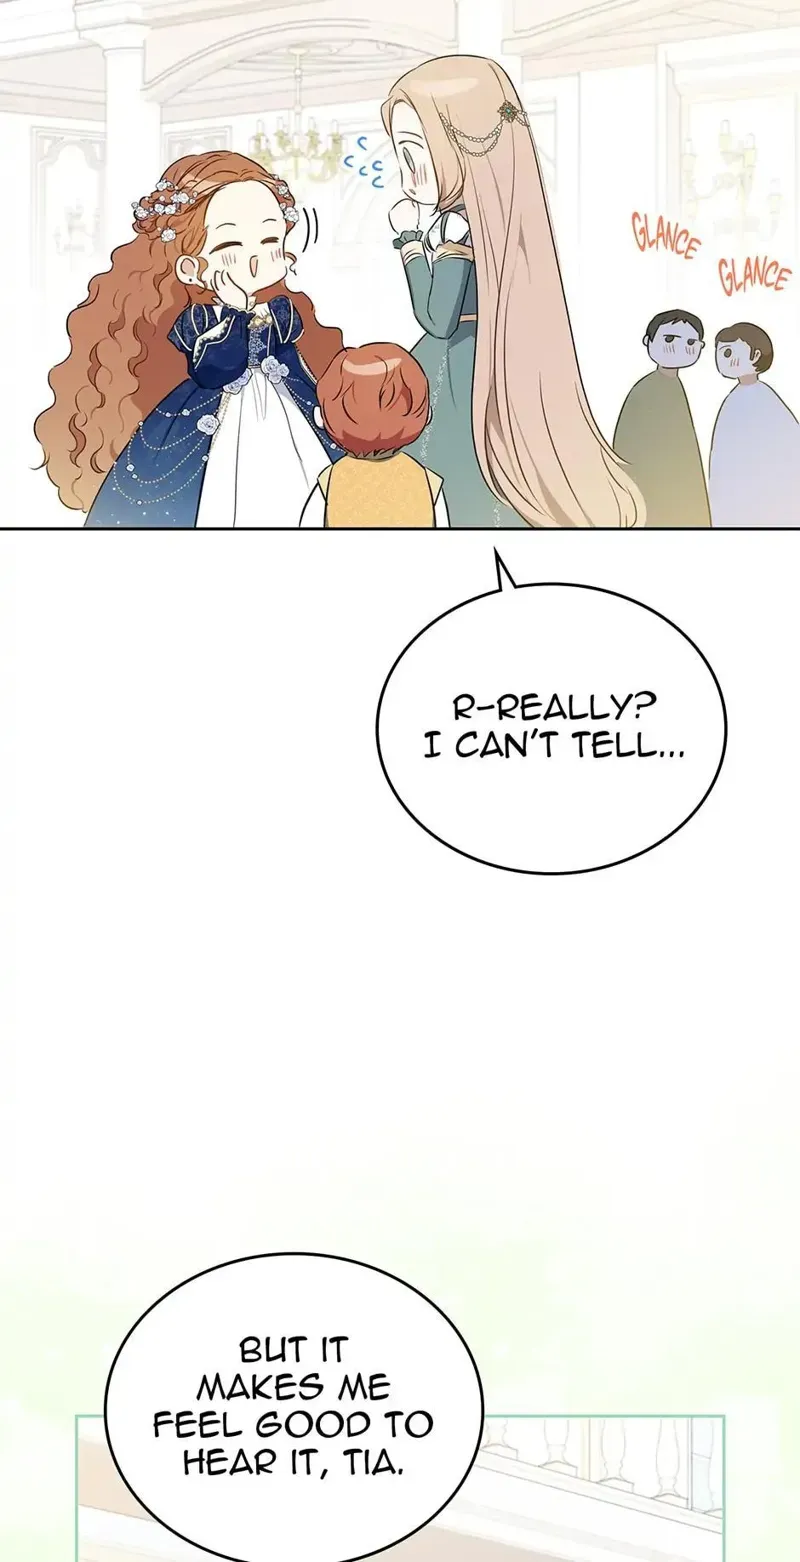 GLANCE
GLANCE
R-REALLY?
I CAN'T TELL...
BUT IT
MAKES ME
FEEL GOOD TO
HEAR IT, TIA.